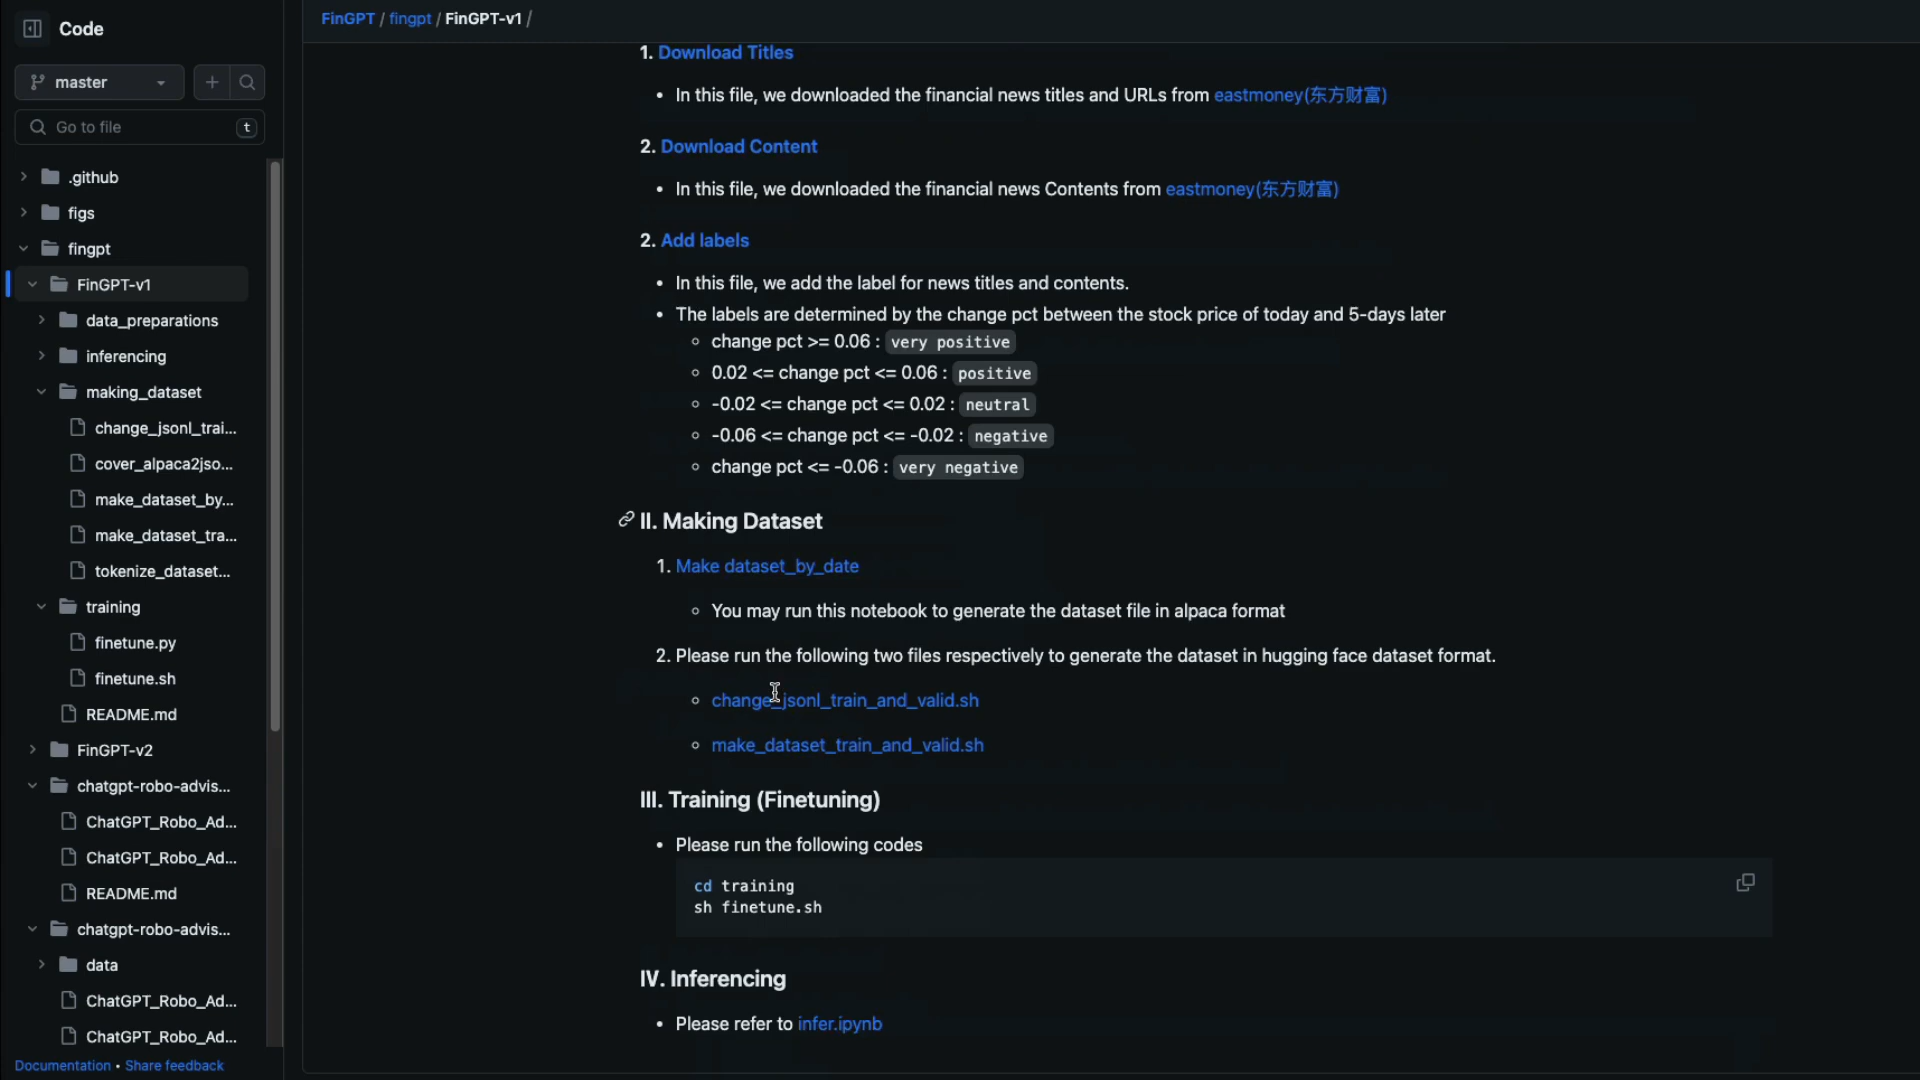 Code
master
Go to file
t
.github
figs
fingpt
FinGPT-v1
data_preparations
inferencing
making_dataset
change_jsonl_trai...
cover_alpaca2jso...
make_dataset_by...
make_dataset_tra...
tokenize_dataset...
training
finetune.py
finetune.sh
README.md
FinGPT-v2
chatgpt-robo-advis...
ChatGPT_Robo_Ad...
ChatGPT_Robo_Ad...
README.md
chatgpt-robo-advis...
data
ChatGPT_Robo_Ad...
ChatGPT_Robo_Ad...
Documentation • Share feedback
FinGPT / fingpt / FinGPT-v1 /
1. Download Titles
• In this file, we downloaded the financial news titles and URLs from eastmoney(东方财富)
2. Download Content
• In this file, we downloaded the financial news Contents from eastmoney(东方财富)
2. Add labels
• In this file, we add the label for news titles and contents.
• The labels are determined by the change pct between the stock price of today and 5-days later
◦ change pct >= 0.06 : very positive
◦ 0.02 <= change pct <= 0.06 : positive
◦ -0.02 <= change pct <= 0.02 : neutral
◦ -0.06 <= change pct <= -0.02 : negative
◦ change pct <= -0.06 : very negative
II. Making Dataset
1. Make dataset_by_date
◦ You may run this notebook to generate the dataset file in alpaca format
2. Please run the following two files respectively to generate the dataset in hugging face dataset format.
◦ change_jsonl_train_and_valid.sh
◦ make_dataset_train_and_valid.sh
III. Training (Finetuning)
• Please run the following codes
cd training
sh finetune.sh
IV. Inferencing
• Please refer to infer.ipynb